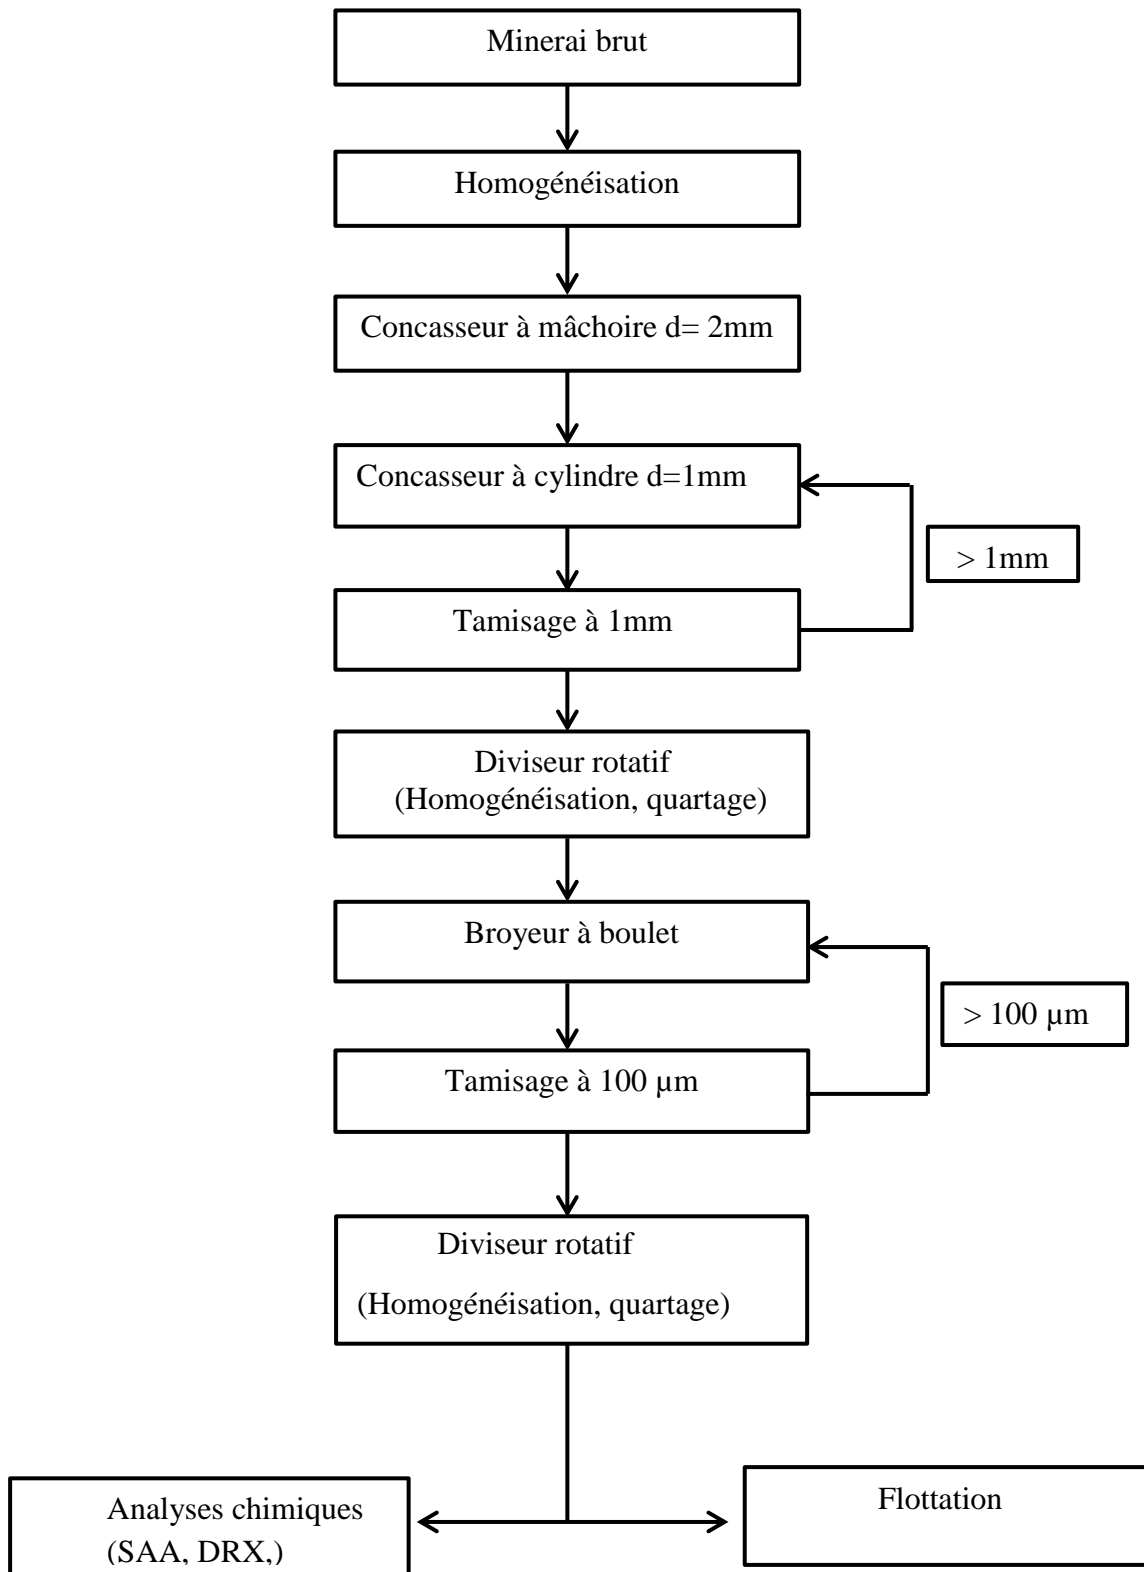 Minerai brut
Homogénéisation
Concasseur à mâchoire d= 2mm
Concasseur à cylindre d=1mm
> 1mm
Tamisage à 1mm
Diviseur rotatif
(Homogénéisation, quartage)
Broyeur à boulet
> 100 µm
Tamisage à 100 µm
Diviseur rotatif
(Homogénéisation, quartage)
Analyses chimiques
(SAA, DRX,)
Flottation